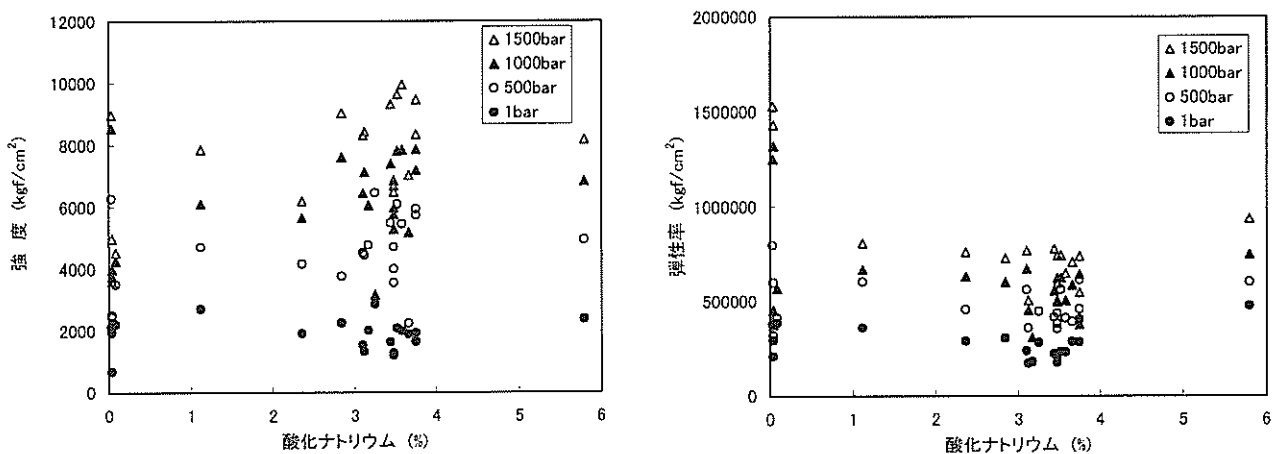 12000
10000
8000
6000
4000
2000
0
強 度 (kgf/cm²)
△ 1500bar
▲ 1000bar
○ 500bar
● 1bar
0 1 2 3 4 5 6
酸化ナトリウム (%)
2000000
1500000
1000000
500000
0
弾性率 (kgf/cm²)
△ 1500bar
▲ 1000bar
○ 500bar
● 1bar
0 1 2 3 4 5 6
酸化ナトリウム (%)